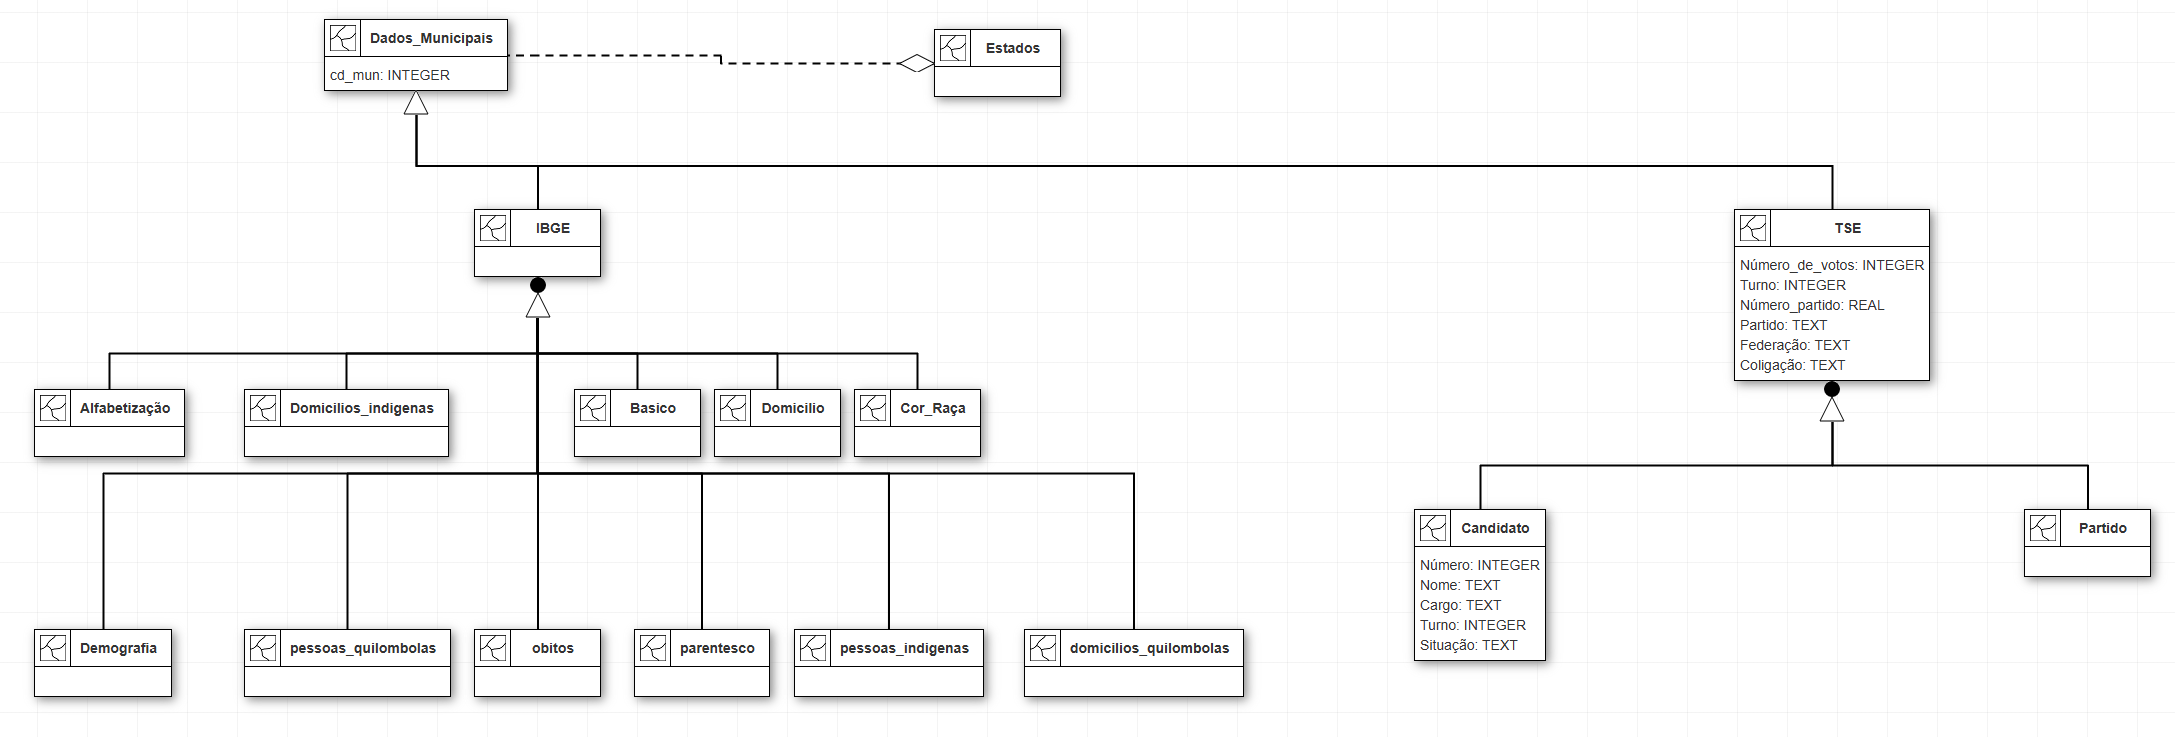 Dados_Municipais
cd_mun: INTEGER
Estados
IBGE
TSE
Número_de_votos: INTEGER
Turno: INTEGER
Número_partido: REAL
Partido: TEXT
Federação: TEXT
Coligação: TEXT
Alfabetização
Domicilios_indigenas
Basico
Domicilio
Cor_Raça
Candidato
Número: INTEGER
Nome: TEXT
Cargo: TEXT
Turno: INTEGER
Situação: TEXT
Partido
Demografia
pessoas_quilombolas
obitos
parentesco
pessoas_indigenas
domicilios_quilombolas